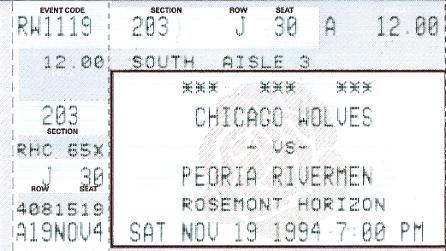 EVENT CODE SECTION ROW SEAT
RW1119 203 J 30 A 12.00
12.00 SOUTH AISLE 3
*** *** ***
203 CHICAGO WOLVES
SECTION
- VS-
RHC 65X
J 30 PEORIA RIVERMEN
ROW SEAT
4081519 ROSEMONT HORIZON
A19NOV4 SAT NOV 19 1994 7:00 PM